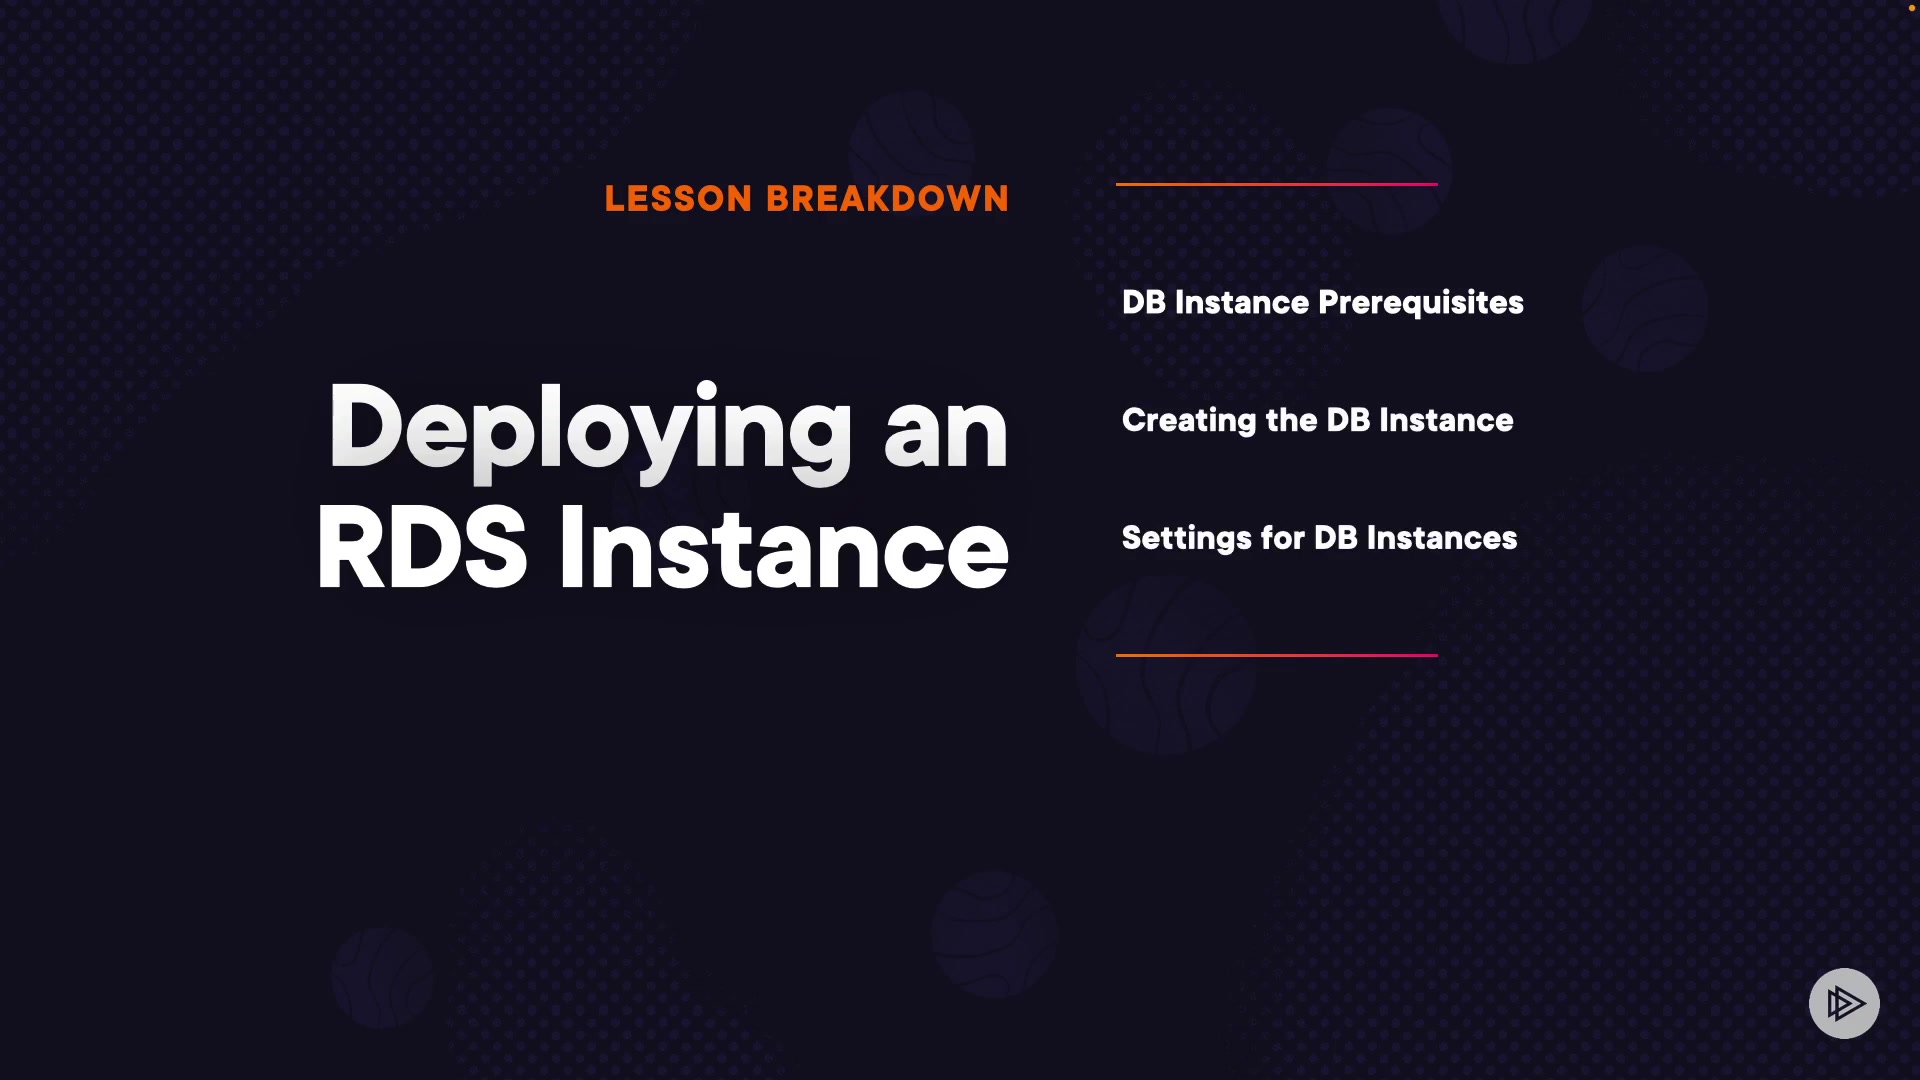 LESSON BREAKDOWN
Deploying an
RDS Instance
DB Instance Prerequisites
Creating the DB Instance
Settings for DB Instances